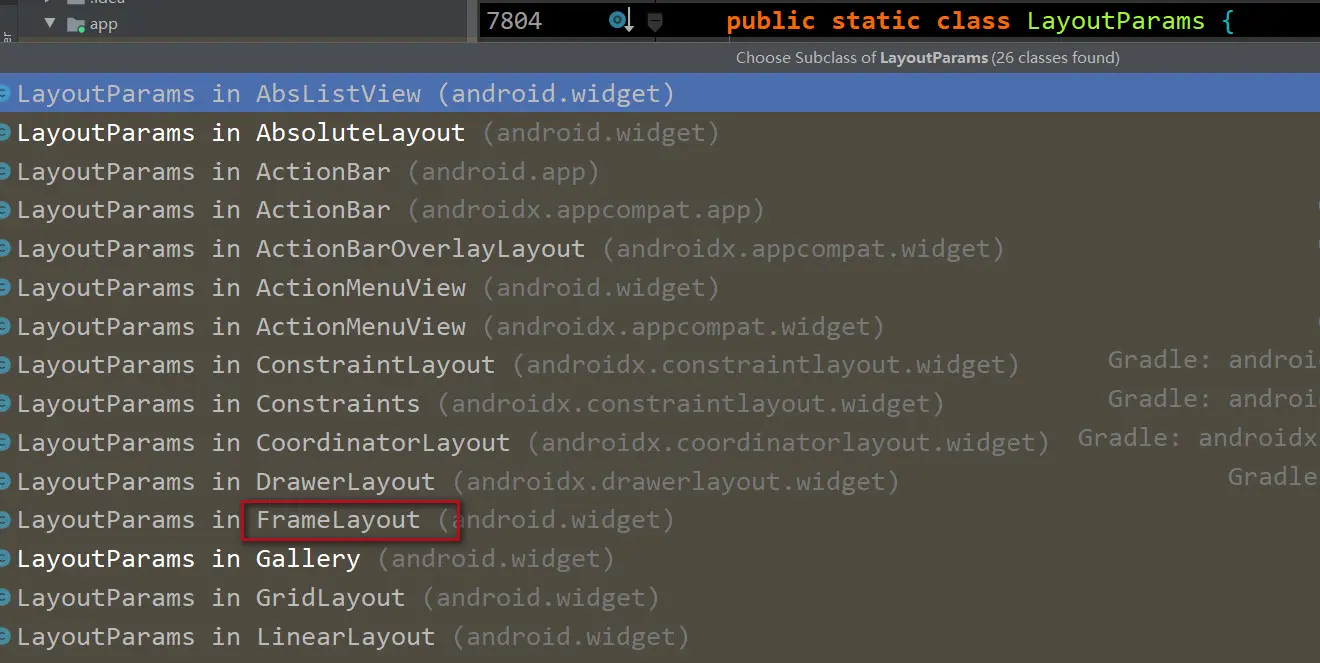 .idea
app
7804 public static class LayoutParams {
Choose Subclass of LayoutParams (26 classes found)
LayoutParams in AbsListView (android.widget)
LayoutParams in AbsoluteLayout (android.widget)
LayoutParams in ActionBar (android.app)
LayoutParams in ActionBar (androidx.appcompat.app)
LayoutParams in ActionBarOverlayLayout (androidx.appcompat.widget)
LayoutParams in ActionMenuView (android.widget)
LayoutParams in ActionMenuView (androidx.appcompat.widget)
LayoutParams in ConstraintLayout (androidx.constraintlayout.widget) Gradle: androi
LayoutParams in Constraints (androidx.constraintlayout.widget) Gradle: androi
LayoutParams in CoordinatorLayout (androidx.coordinatorlayout.widget) Gradle: androidx
LayoutParams in DrawerLayout (androidx.drawerlayout.widget) Gradle
LayoutParams in FrameLayout (android.widget)
LayoutParams in Gallery (android.widget)
LayoutParams in GridLayout (android.widget)
LayoutParams in LinearLayout (android.widget)